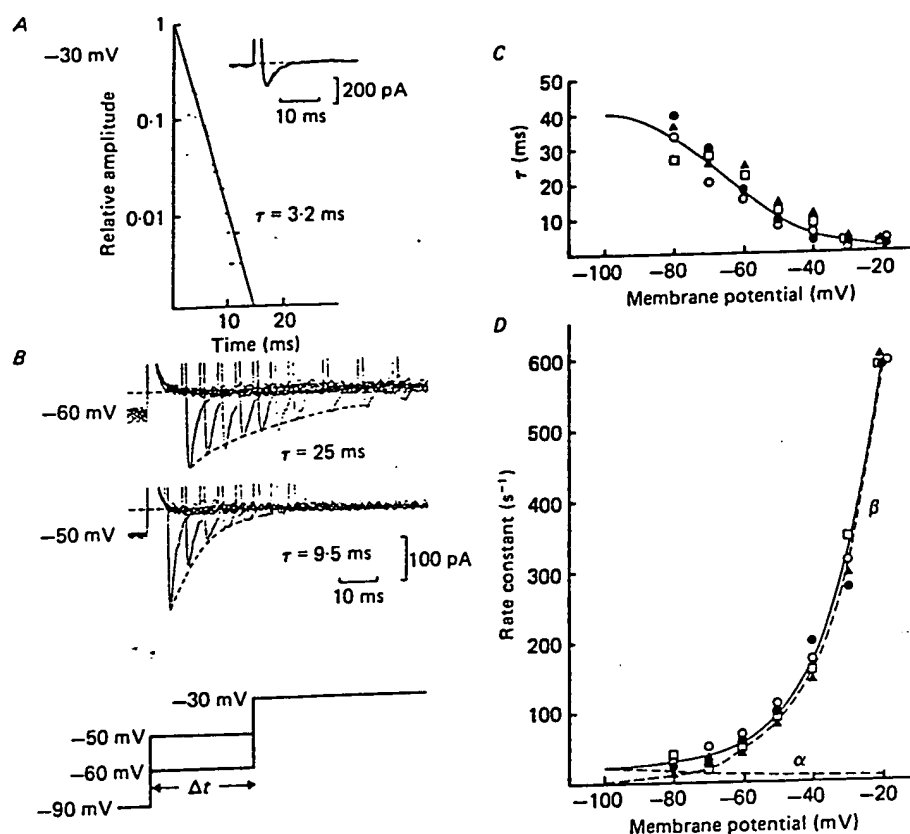 A
−30 mV
Relative amplitude
1
0·1
0·01
τ = 3·2 ms
200 pA
10 ms
10
20
Time (ms)
B
−60 mV
τ = 25 ms
−50 mV
τ = 9·5 ms
100 pA
10 ms
−30 mV
−50 mV
−60 mV
Δt
−90 mV
C
τ (ms)
50
40
30
20
10
−100
−80
−60
−40
−20
Membrane potential (mV)
D
Rate constant (s⁻¹)
600
500
400
300
200
100
β
α
−100
−80
−60
−40
−20
Membrane potential (mV)